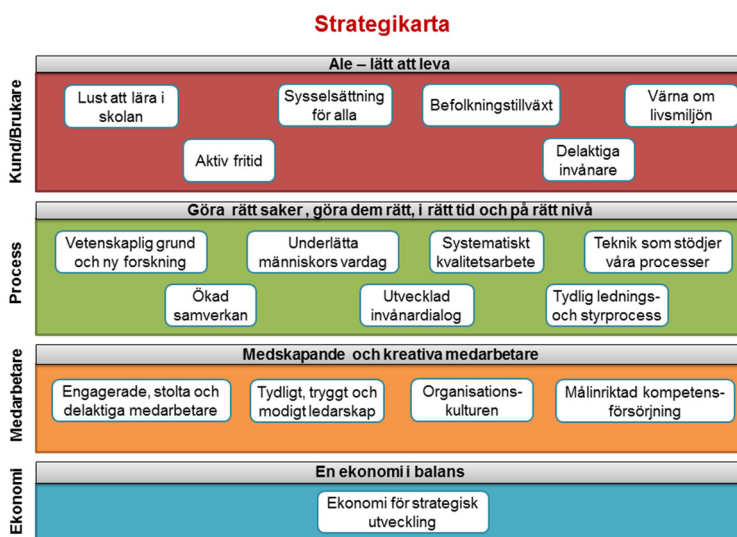 Strategikarta
Kund/Brukare
Ale – lätt att leva
Lust att lära i
skolan
Sysselsättning
för alla
Befolkningstillväxt
Värna om
livsmiljön
Aktiv fritid
Delaktiga
invånare
Process
Göra rätt saker , göra dem rätt, i rätt tid och på rätt nivå
Vetenskaplig grund
och ny forskning
Underlätta
människors vardag
Systematiskt
kvalitetsarbete
Teknik som stödjer
våra processer
Ökad
samverkan
Utvecklad
invånardialog
Tydlig lednings-
och styrprocess
Medarbetare
Medskapande och kreativa medarbetare
Engagerade, stolta och
delaktiga medarbetare
Tydligt, tryggt och
modigt ledarskap
Organisations-
kulturen
Målinriktad kompetens-
försörjning
Ekonomi
En ekonomi i balans
Ekonomi för strategisk
utveckling